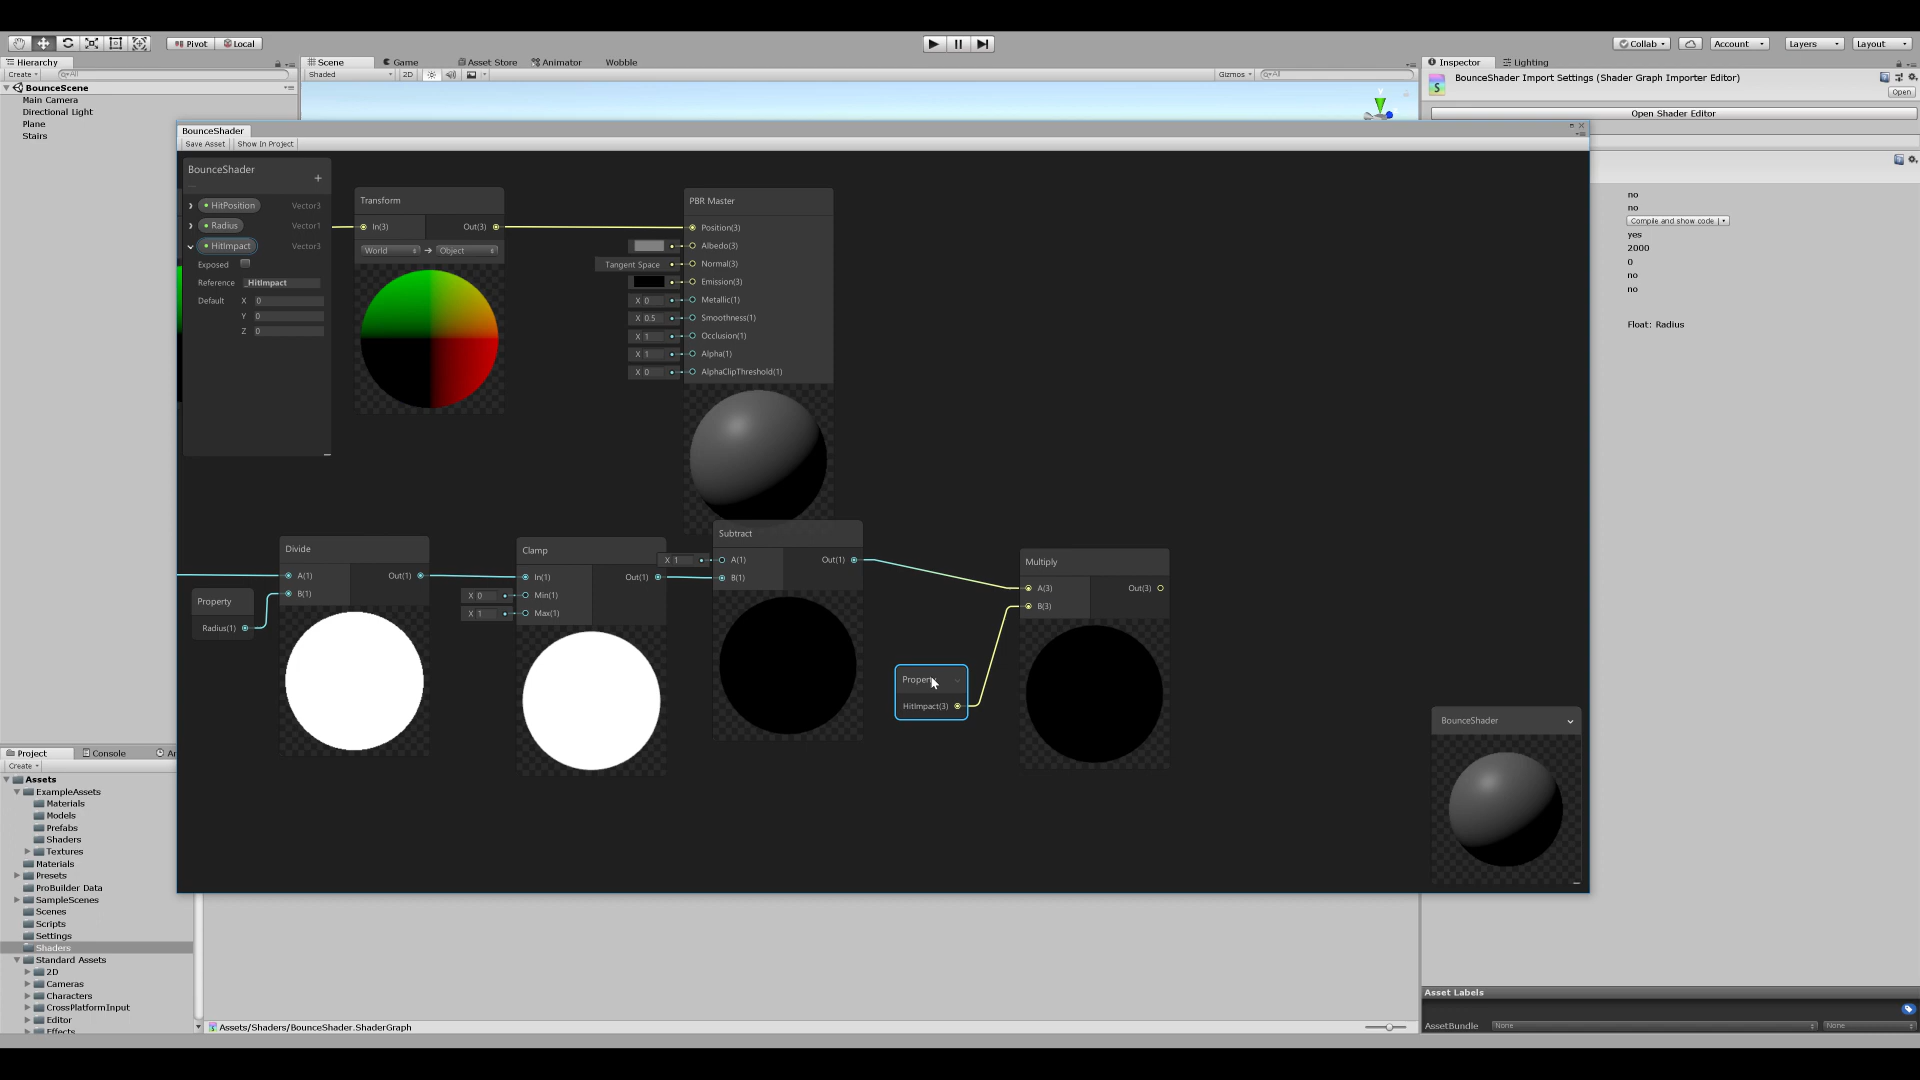 Pivot
Local
Collab
Account
Layers
Layout
Hierarchy
Scene
Game
Asset Store
Animator
Wobble
Inspector
Lighting
Create
All
Shaded
2D
Gizmos
All
BounceShader Import Settings (Shader Graph Importer Editor)
Open
BounceScene
Main Camera
Directional Light
Plane
Stairs
Open Shader Editor
BounceShader
Save Asset
Show In Project
BounceShader
HitPosition Vector3
Radius Vector1
HitImpact Vector3
Exposed
Reference _HitImpact
Default X 0
Y 0
Z 0
Transform
In(3) Out(3)
World Object
PBR Master
Position(3)
Albedo(3)
Tangent Space Normal(3)
Emission(3)
X 0 Metallic(1)
X 0.5 Smoothness(1)
X 1 Occlusion(1)
X 1 Alpha(1)
X 0 AlphaClipThreshold(1)
no
no
Compile and show code
yes
2000
0
no
no
Float: Radius
Divide
A(1) Out(1)
B(1)
Property
Radius(1)
Clamp
In(1) Out(1)
X 0 Min(1)
X 1 Max(1)
Subtract
X 1 A(1) Out(1)
B(1)
Multiply
A(3) Out(3)
B(3)
Property
HitImpact(3)
BounceShader
Project
Console
An
Create
Assets
ExampleAssets
Materials
Models
Prefabs
Shaders
Textures
Materials
Presets
ProBuilder Data
SampleScenes
Scenes
Scripts
Settings
Shaders
Standard Assets
2D
Cameras
Characters
CrossPlatformInput
Editor
Effects
Assets/Shaders/BounceShader.ShaderGraph
Asset Labels
AssetBundle None None